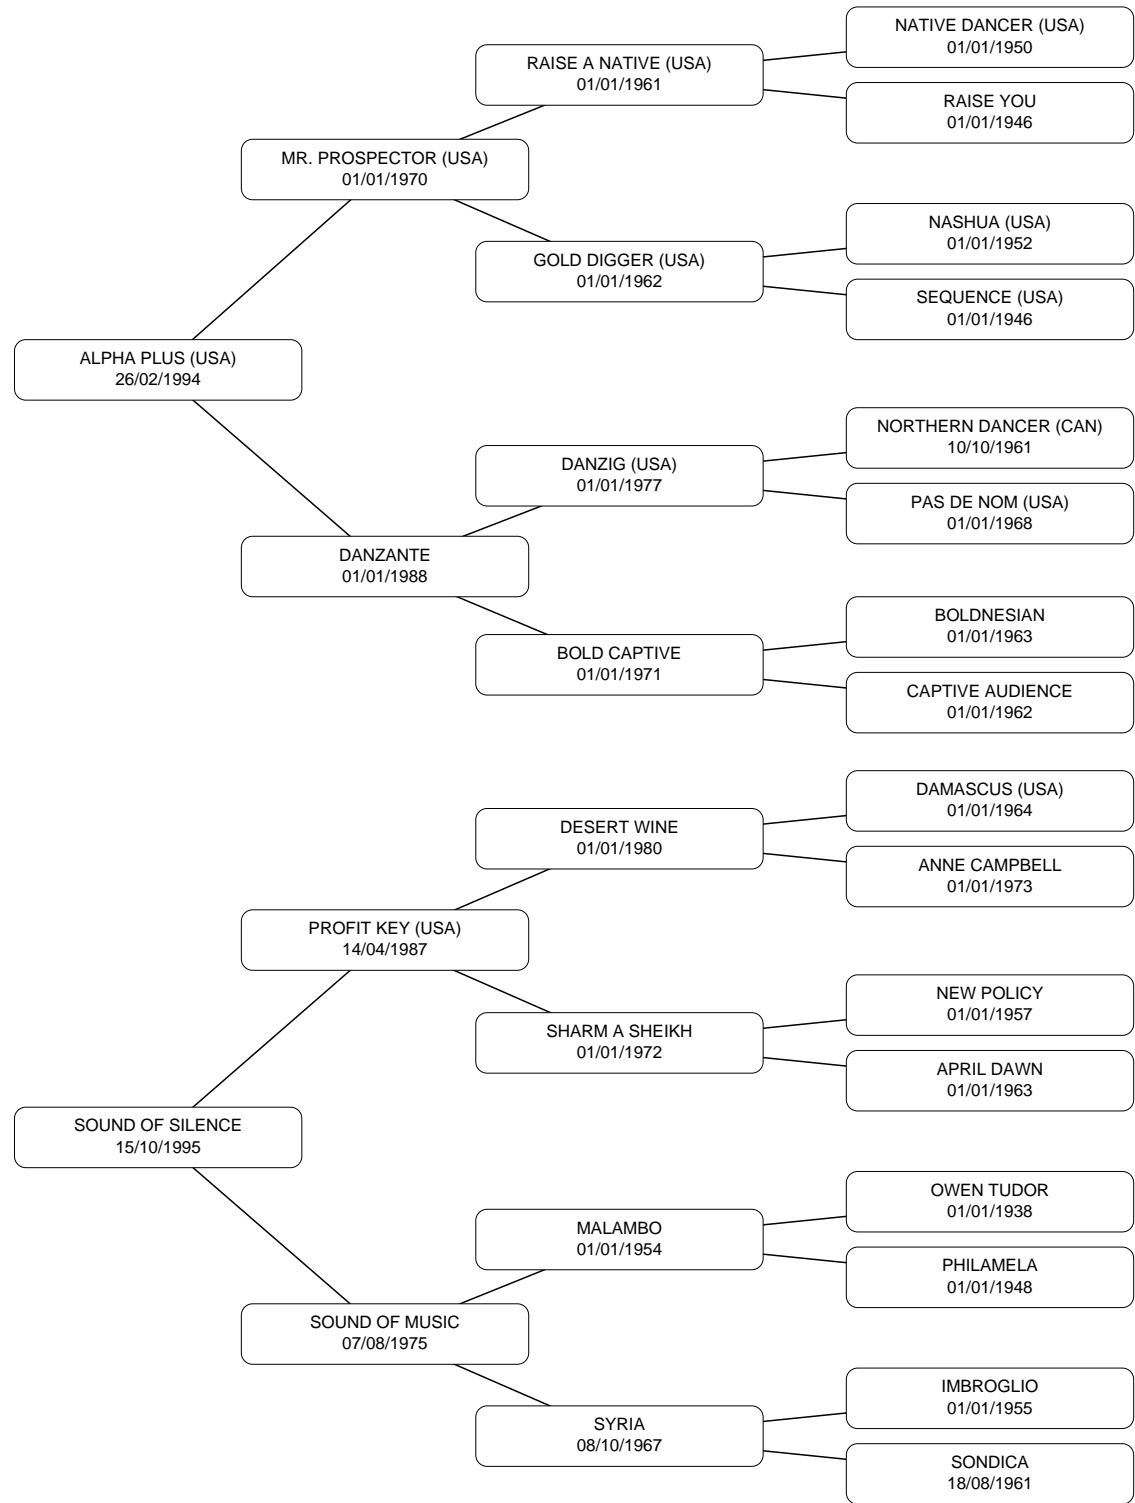 NATIVE DANCER (USA)
01/01/1950
RAISE A NATIVE (USA)
01/01/1961
RAISE YOU
01/01/1946
MR. PROSPECTOR (USA)
01/01/1970
NASHUA (USA)
01/01/1952
GOLD DIGGER (USA)
01/01/1962
SEQUENCE (USA)
01/01/1946
ALPHA PLUS (USA)
26/02/1994
NORTHERN DANCER (CAN)
10/10/1961
DANZIG (USA)
01/01/1977
PAS DE NOM (USA)
01/01/1968
DANZANTE
01/01/1988
BOLDNESIAN
01/01/1963
BOLD CAPTIVE
01/01/1971
CAPTIVE AUDIENCE
01/01/1962
DAMASCUS (USA)
01/01/1964
DESERT WINE
01/01/1980
ANNE CAMPBELL
01/01/1973
PROFIT KEY (USA)
14/04/1987
NEW POLICY
01/01/1957
SHARM A SHEIKH
01/01/1972
APRIL DAWN
01/01/1963
SOUND OF SILENCE
15/10/1995
OWEN TUDOR
01/01/1938
MALAMBO
01/01/1954
PHILAMELA
01/01/1948
SOUND OF MUSIC
07/08/1975
IMBROGLIO
01/01/1955
SYRIA
08/10/1967
SONDICA
18/08/1961